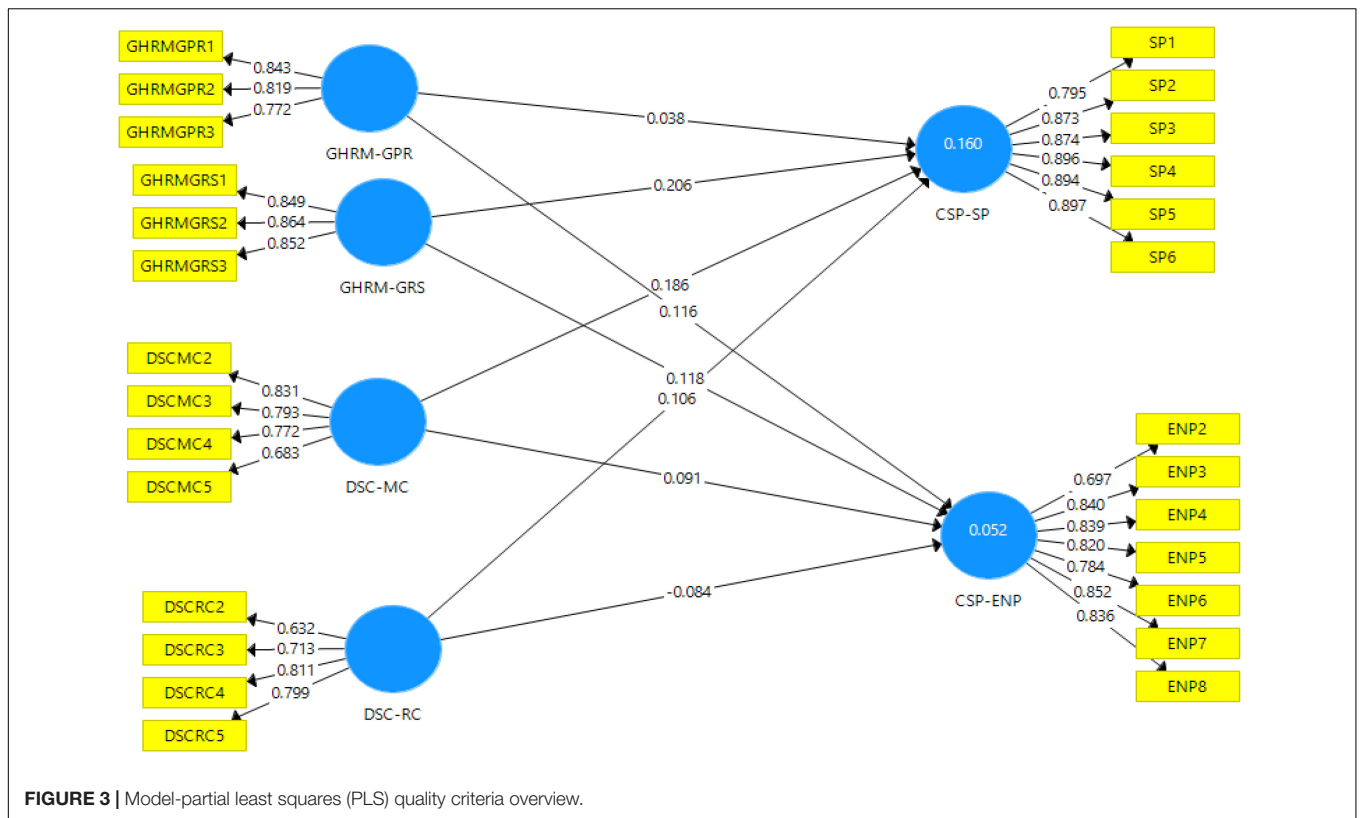 GHRMGPR1
GHRMGPR2
GHRMGPR3
0.843
0.819
0.772
GHRM-GPR
GHRMGRS1
GHRMGRS2
GHRMGRS3
0.849
0.864
0.852
GHRM-GRS
DSCMC2
DSCMC3
DSCMC4
DSCMC5
0.831
0.793
0.772
0.683
DSC-MC
DSCRC2
DSCRC3
DSCRC4
DSCRC5
0.632
0.713
0.811
0.799
DSC-RC
0.038
0.206
0.186
0.116
0.118
0.106
0.091
-0.084
0.160
CSP-SP
0.795
0.873
0.874
0.896
0.894
0.897
SP1
SP2
SP3
SP4
SP5
SP6
0.052
CSP-ENP
0.697
0.840
0.839
0.820
0.784
0.852
0.836
ENP2
ENP3
ENP4
ENP5
ENP6
ENP7
ENP8
FIGURE 3 | Model-partial least squares (PLS) quality criteria overview.